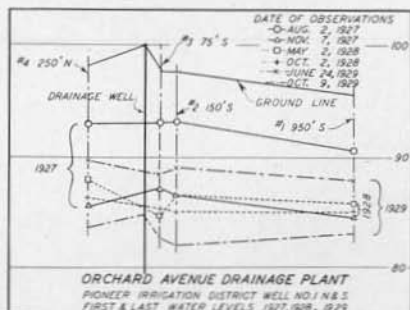 DATE OF OBSERVATIONS
AUG. 2, 1927
NOV. 7, 1927
MAY 2, 1928
OCT. 2, 1928
JUNE 24, 1929
OCT. 9, 1929
100
#3 75' S
#4 250' N
DRAINAGE WELL
#2 150' S
GROUND LINE
#1 950' S
1927
90
1928
1929
80
ORCHARD AVENUE DRAINAGE PLANT
PIONEER IRRIGATION DISTRICT WELL NO.1 N & S
FIRST & LAST WATER LEVELS 1927, 1928, 1929